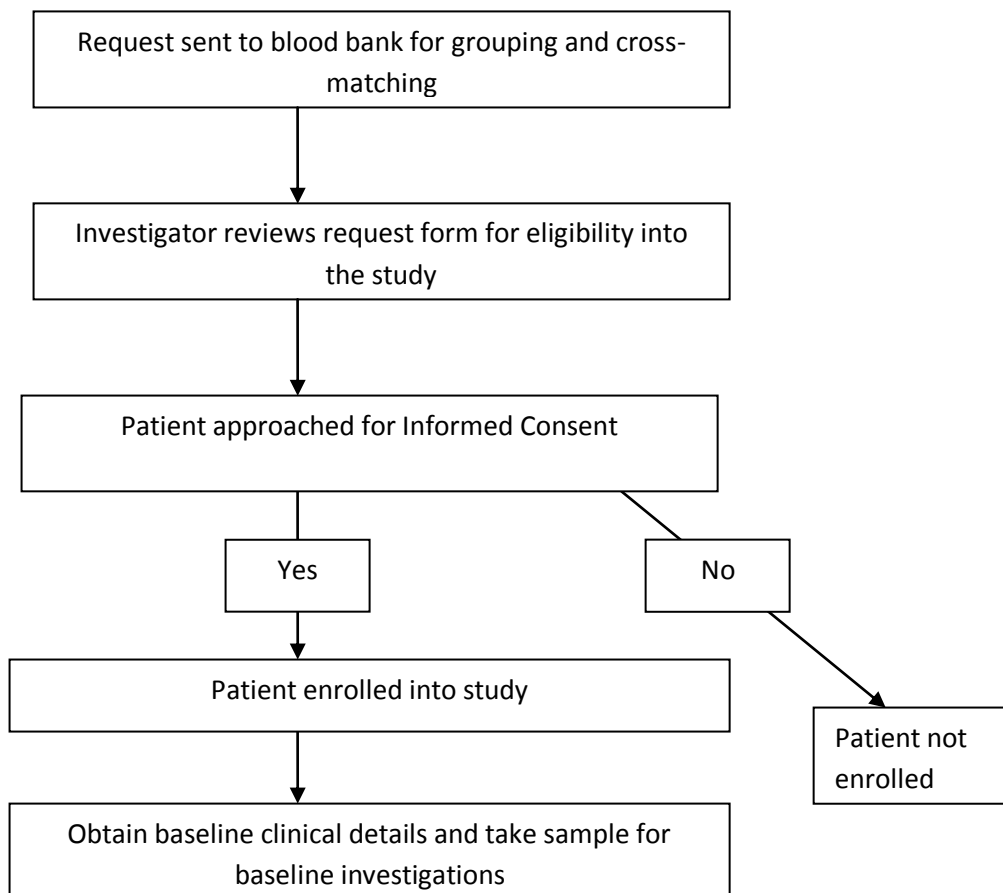 Request sent to blood bank for grouping and cross-
matching
Investigator reviews request form for eligibility into
the study
Patient approached for Informed Consent
Yes
No
Patient enrolled into study
Patient not
enrolled
Obtain baseline clinical details and take sample for
baseline investigations